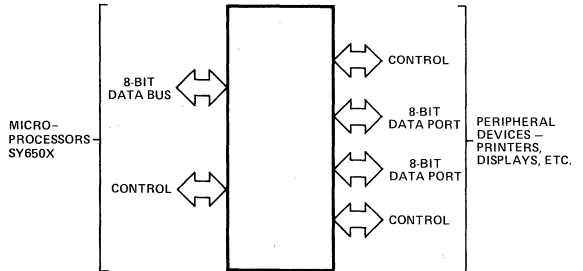 MICRO–
PROCESSORS
SY650X
8-BIT
DATA BUS
CONTROL
CONTROL
8-BIT
DATA PORT
8-BIT
DATA PORT
CONTROL
PERIPHERAL
DEVICES –
PRINTERS,
DISPLAYS, ETC.